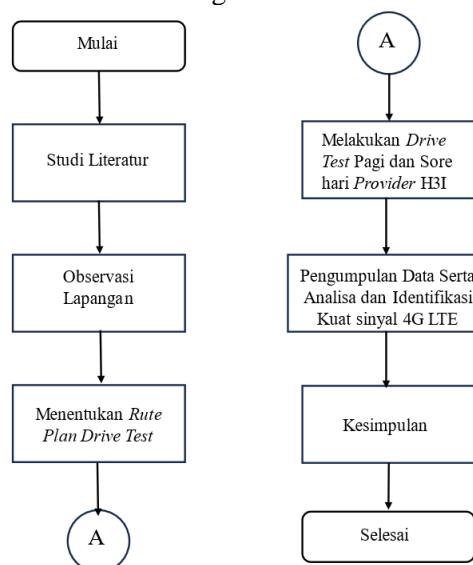 Mulai
Studi Literatur
Observasi
Lapangan
Menentukan Rute
Plan Drive Test
A
A
Melakukan Drive
Test Pagi dan Sore
hari Provider H3I
Pengumpulan Data Serta
Analisa dan Identifikasi
Kuat sinyal 4G LTE
Kesimpulan
Selesai